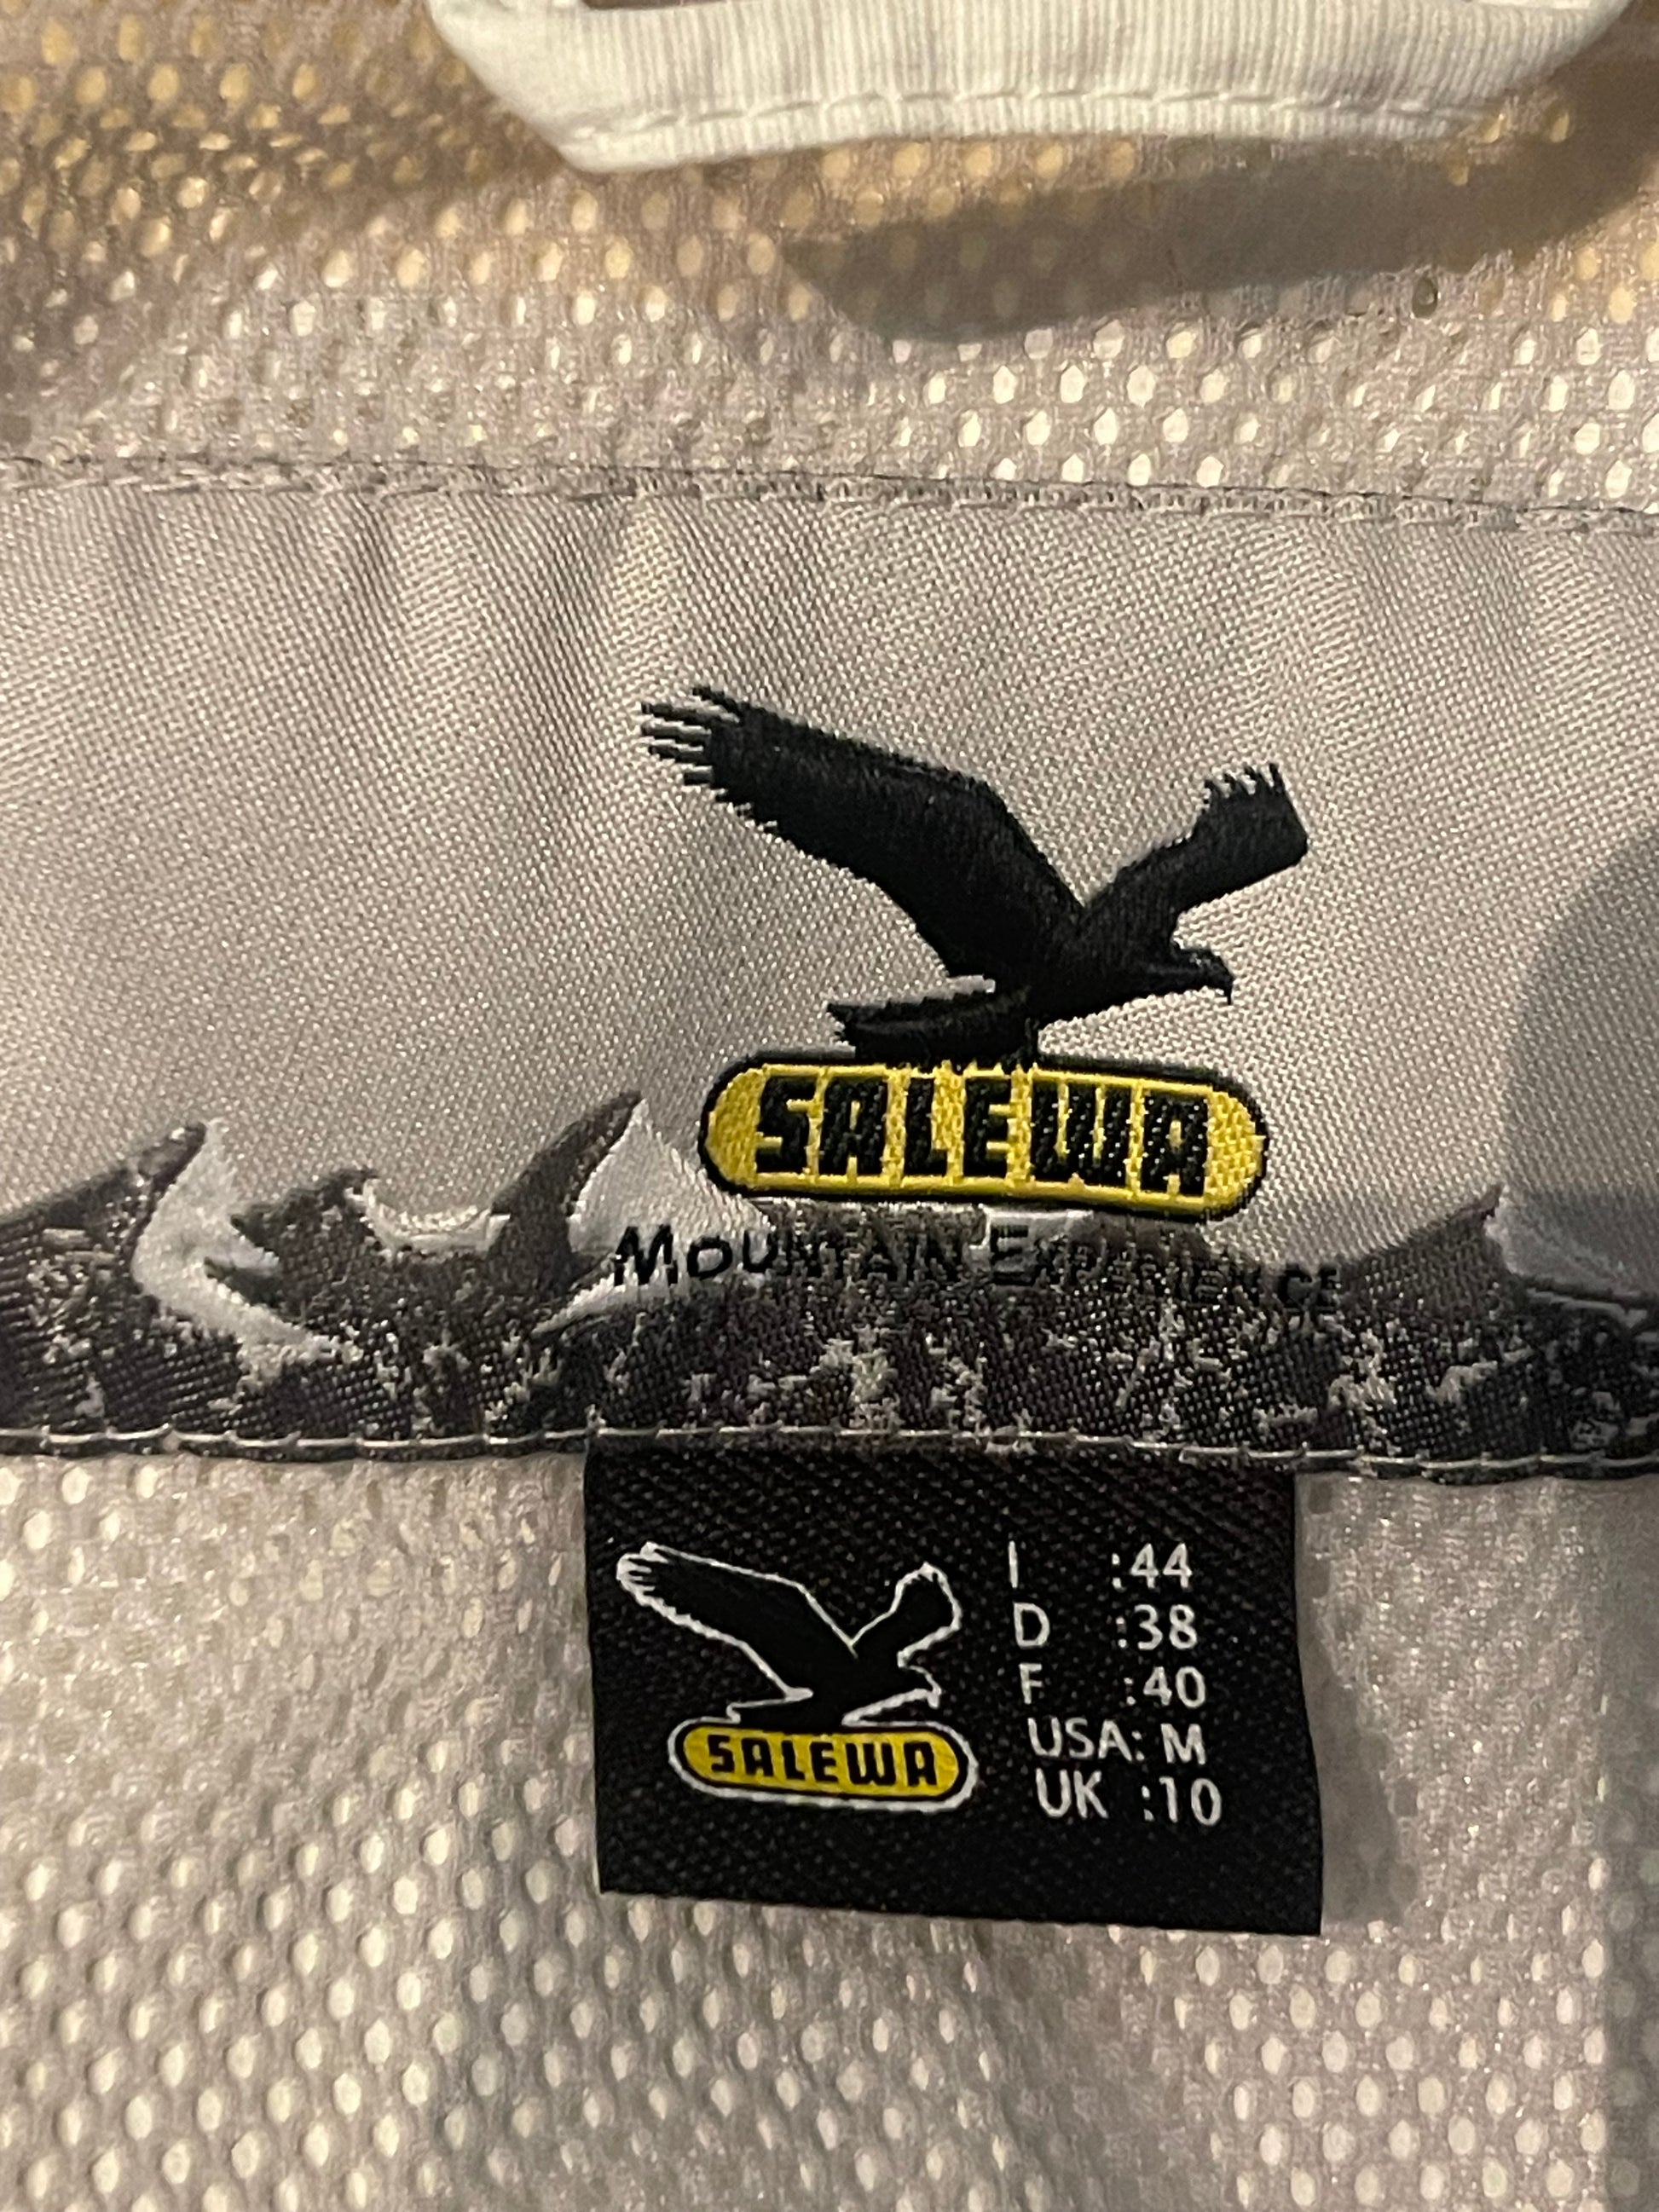 SALEWA
MOUNTAIN EXPERIENCE
SALEWA
I :44
D :38
F :40
USA: M
UK :10